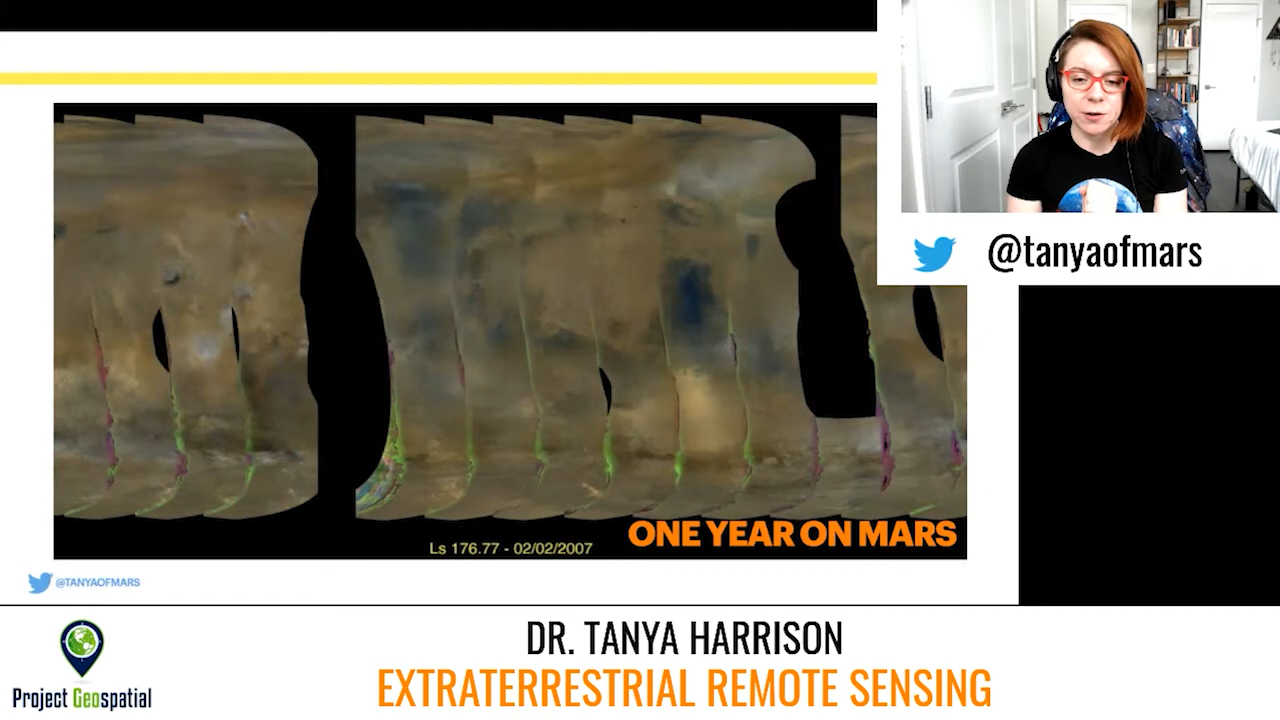 @tanyaofmars
ONE YEAR ON MARS
Ls 176.77 - 02/02/2007
@TANYAOFMARS
DR. TANYA HARRISON
EXTRATERRESTRIAL REMOTE SENSING
Project Geospatial